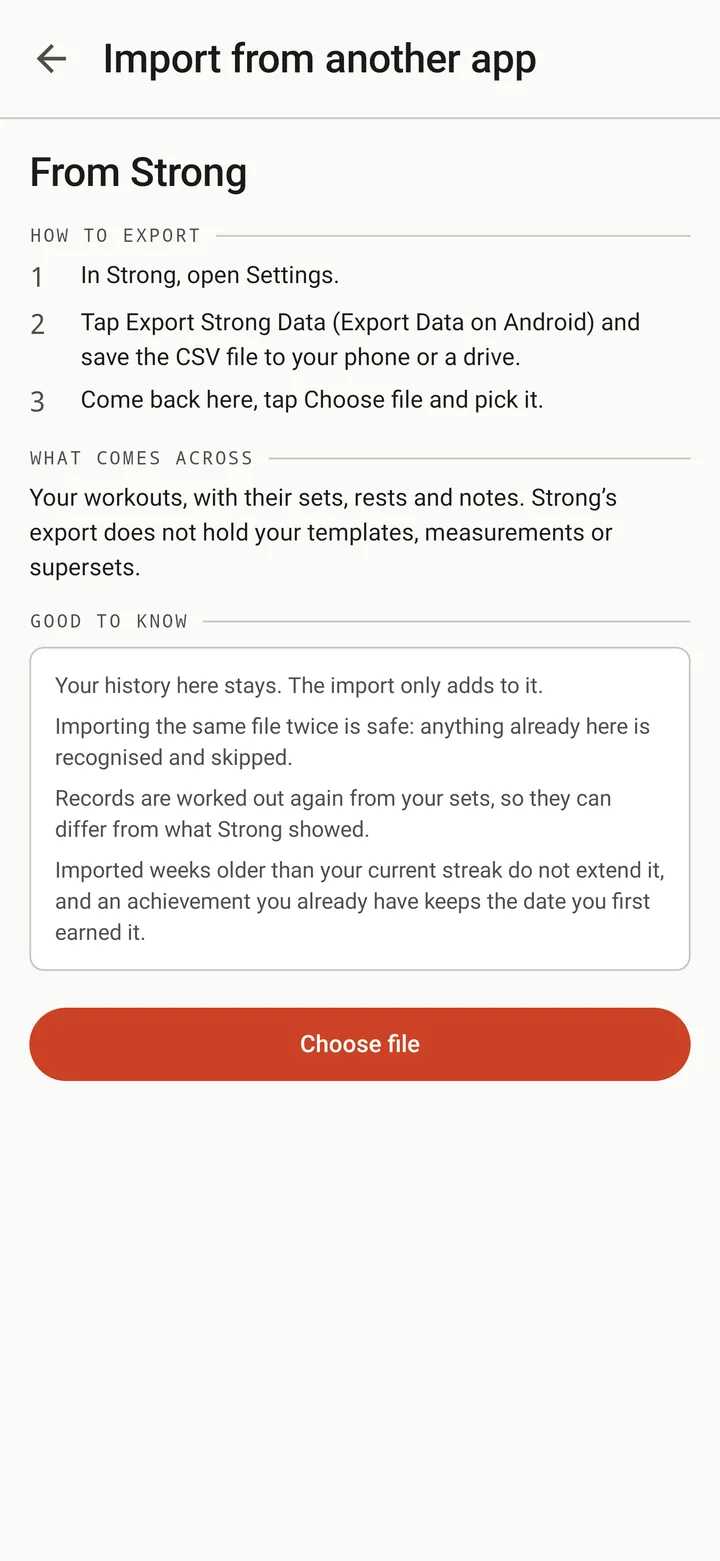 Import from another app
From Strong
HOW TO EXPORT
1 In Strong, open Settings.
2 Tap Export Strong Data (Export Data on Android) and
save the CSV file to your phone or a drive.
3 Come back here, tap Choose file and pick it.
WHAT COMES ACROSS
Your workouts, with their sets, rests and notes. Strong’s
export does not hold your templates, measurements or
supersets.
GOOD TO KNOW
Your history here stays. The import only adds to it.
Importing the same file twice is safe: anything already here is
recognised and skipped.
Records are worked out again from your sets, so they can
differ from what Strong showed.
Imported weeks older than your current streak do not extend it,
and an achievement you already have keeps the date you first
earned it.
Choose file